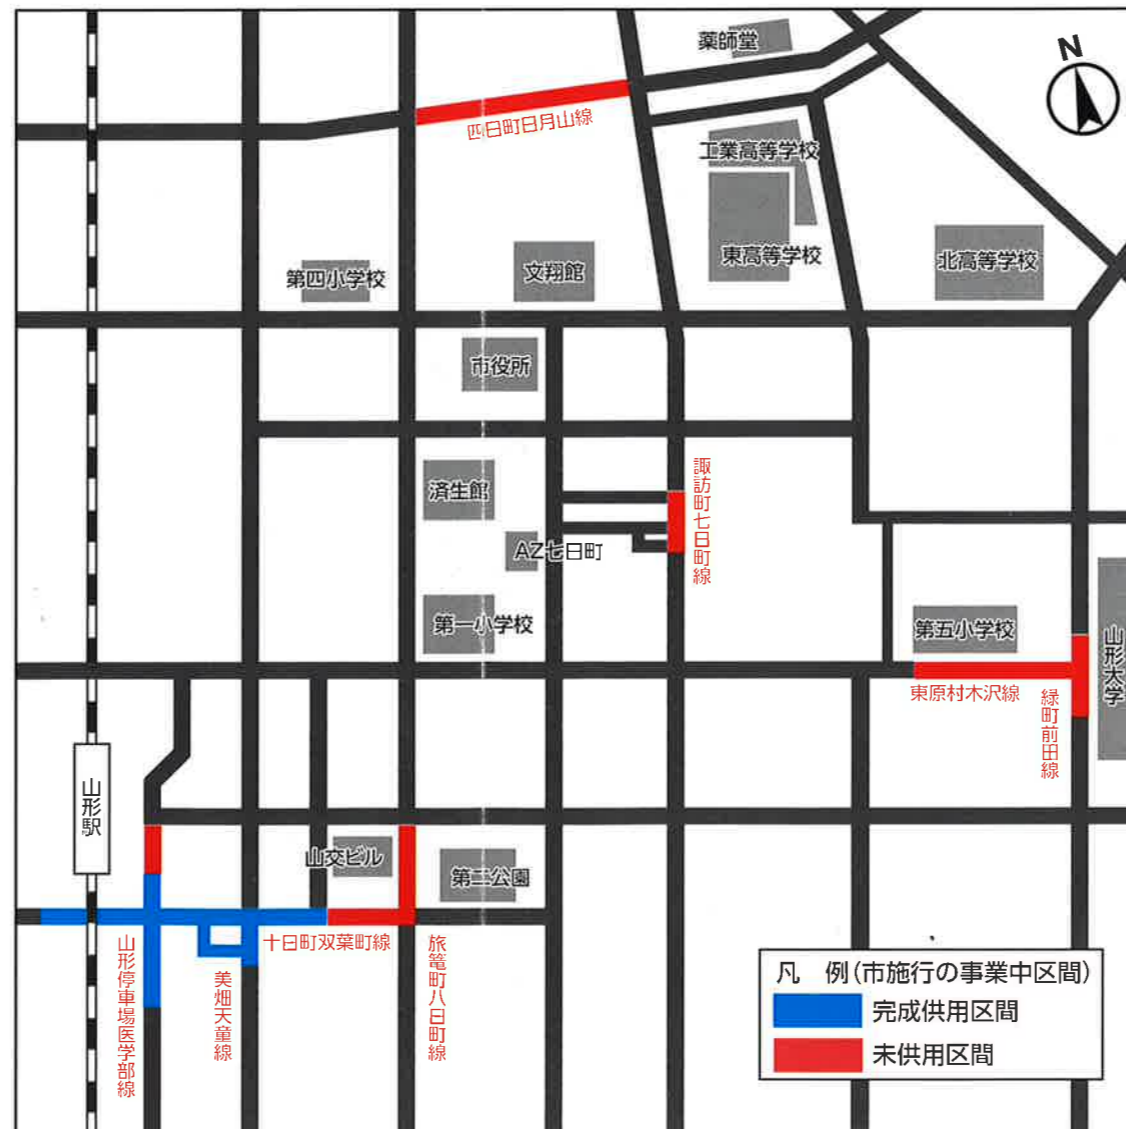 薬師堂
N
四日町日月山線
工業高等学校
東高等学校
北高等学校
第四小学校
文翔館
市役所
済生館
諏訪町七日町線
AZ七日町
第一小学校
第五小学校
山形大学
東原村木沢線
緑町前田線
山形駅
山交ビル
第二公園
十日町双葉町線
山形停車場医学部線
美畑天童線
旅篭町八日町線
凡 例(市施行の事業中区間)
完成供用区間
未供用区間